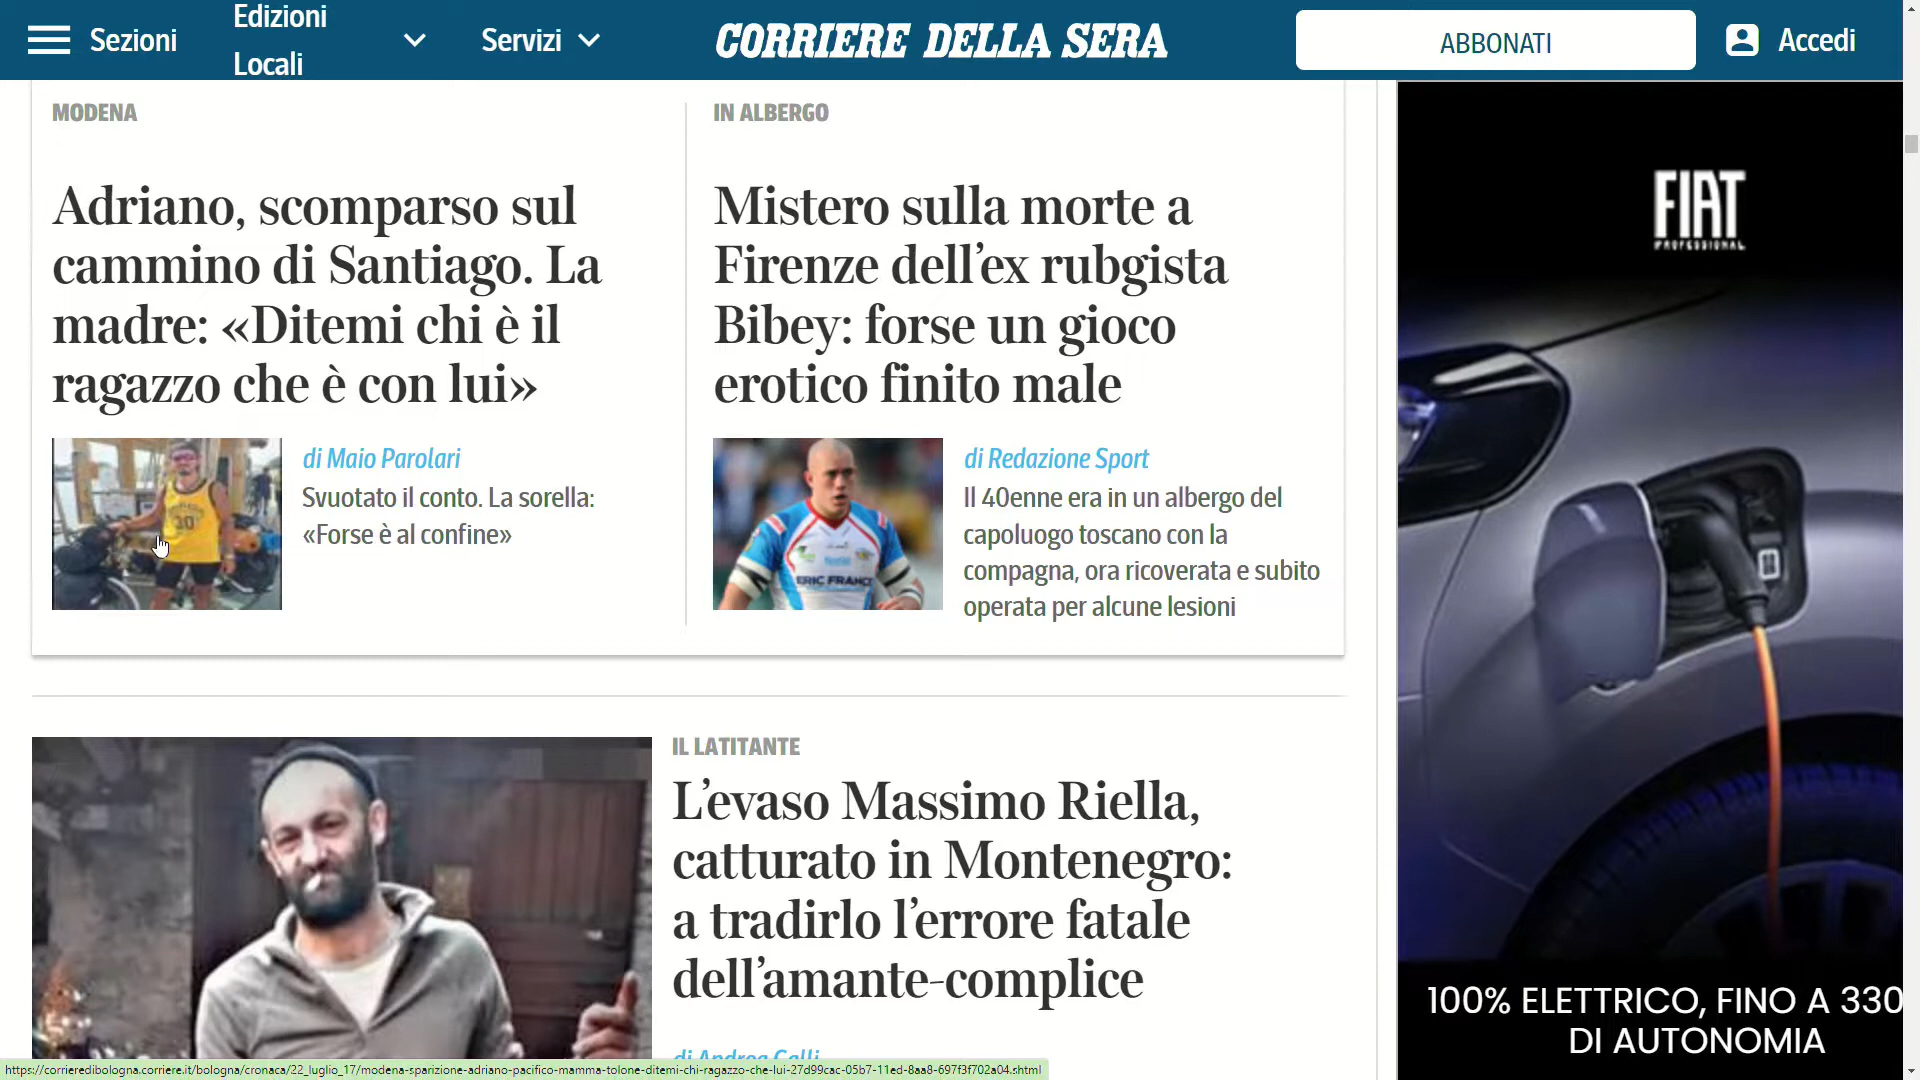 Sezioni
Edizioni
Locali
Servizi
CORRIERE DELLA SERA
ABBONATI
Accedi
MODENA
Adriano, scomparso sul
cammino di Santiago. La
madre: «Ditemi chi è il
ragazzo che è con lui»
di Maio Parolari
Svuotato il conto. La sorella:
«Forse è al confine»
IN ALBERGO
Mistero sulla morte a
Firenze dell’ex rubgista
Bibey: forse un gioco
erotico finito male
ERIC FRANCE
di Redazione Sport
Il 40enne era in un albergo del
capoluogo toscano con la
compagna, ora ricoverata e subito
operata per alcune lesioni
IL LATITANTE
L’evaso Massimo Riella,
catturato in Montenegro:
a tradirlo l’errore fatale
dell’amante-complice
di Andrea Galli
FIAT
PROFESSIONAL
100% ELETTRICO, FINO A 330
DI AUTONOMIA
https://corrieredibologna.corriere.it/bologna/cronaca/22_luglio_17/modena-sparizione-adriano-pacifico-mamma-tolone-ditemi-chi-ragazzo-che-lui-27d99cac-05b7-11ed-8aa8-697f3f702a04.shtml